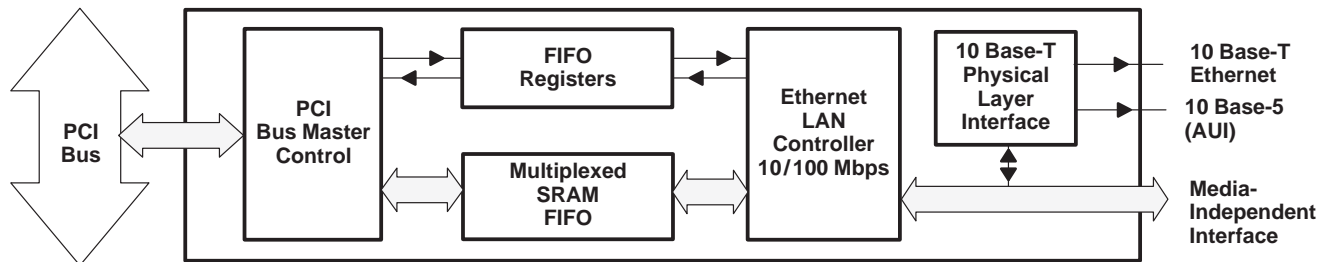 PCI
Bus
PCI
Bus Master
Control
FIFO
Registers
Multiplexed
SRAM
FIFO
Ethernet
LAN
Controller
10/100 Mbps
10 Base-T
Physical
Layer
Interface
10 Base-T
Ethernet
10 Base-5
(AUI)
Media-
Independent
Interface